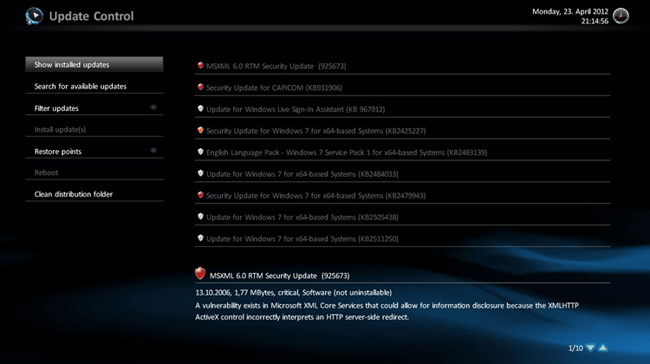 Update Control
Monday, 23. April 2012
21:14:56
Show installed updates
Search for available updates
Filter updates
Install update(s)
Restore points
Reboot
Clean distribution folder
MSXML 6.0 RTM Security Update (925673)
Security Update for CAPICOM (KB931906)
Update for Windows Live Sign-In Assistant (KB 967912)
Security Update for Windows 7 for x64-based Systems (KB2425227)
English Language Pack - Windows 7 Service Pack 1 for x64-based Systems (KB2483139)
Update for Windows 7 for x64-based Systems (KB2484033)
Security Update for Windows 7 for x64-based Systems (KB2479943)
Update for Windows 7 for x64-based Systems (KB2505438)
Update for Windows 7 for x64-based Systems (KB2511250)
MSXML 6.0 RTM Security Update (925673)
13.10.2006, 1,77 MBytes, critical, Software (not uninstallable)
A vulnerability exists in Microsoft XML Core Services that could allow for information disclosure because the XMLHTTP
ActiveX control incorrectly interprets an HTTP server-side redirect.
1/10